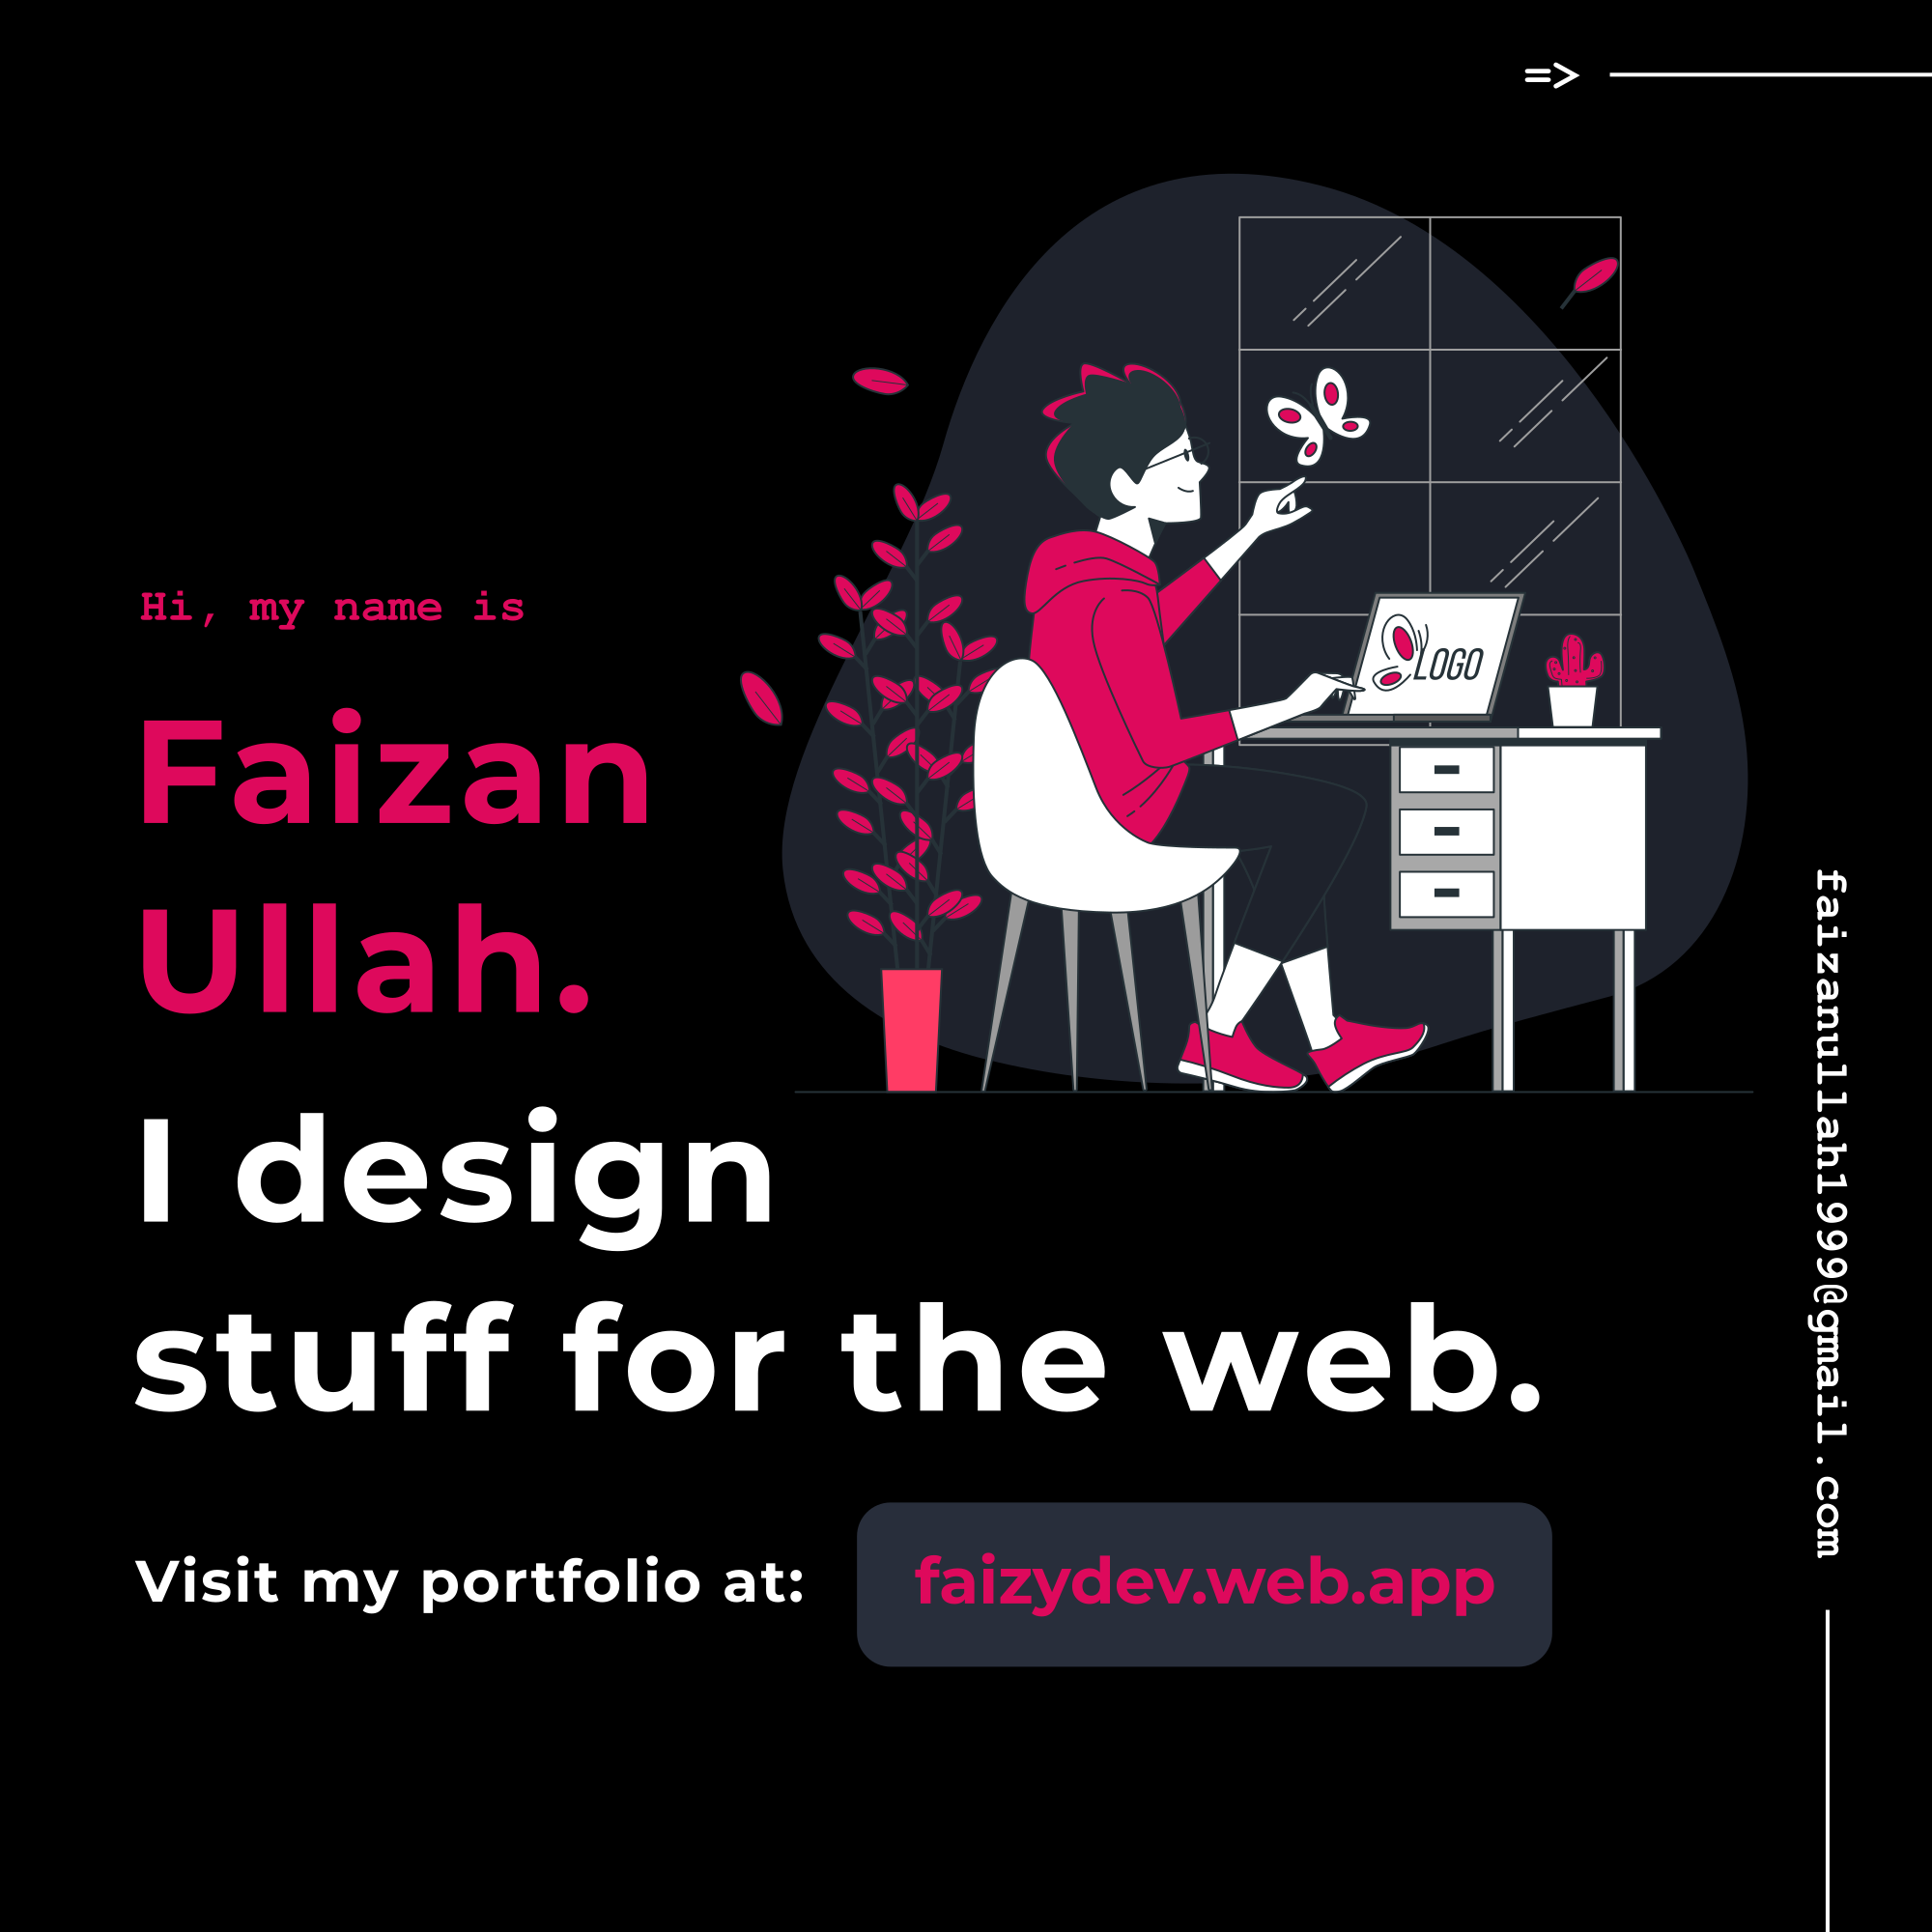 =>
Hi, my name is
Faizan
Ullah.
I design
stuff for the web.
Visit my portfolio at:
faizydev.web.app
LOGO
faizanullah1999@gmail.com